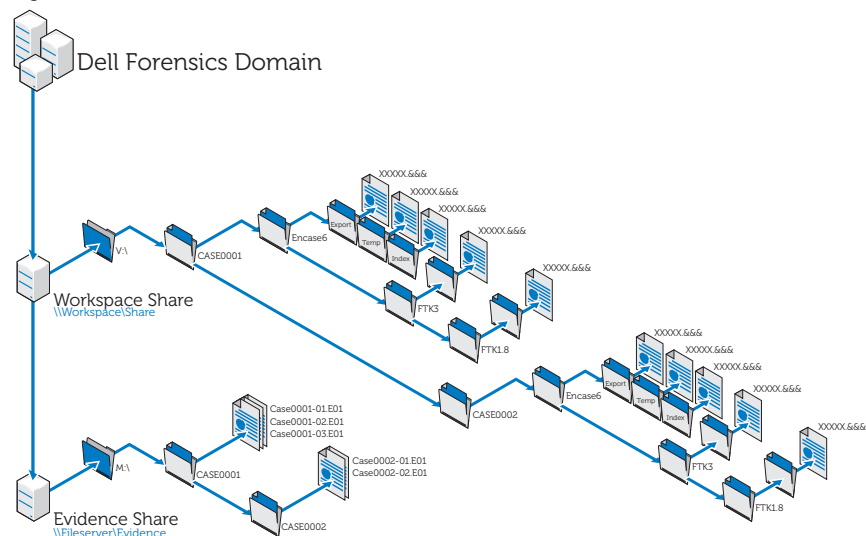 Dell Forensics Domain
XXXXX.&&&
XXXXX.&&&
XXXXX.&&&
XXXXX.&&&
Export
Temp
Index
Encase6
V:\
CASE0001
XXXXX.&&&
FTK3
Workspace Share
\\Workspace\Share
FTK1.8
XXXXX.&&&
XXXXX.&&&
XXXXX.&&&
XXXXX.&&&
Export
Temp
Index
Encase6
CASE0002
XXXXX.&&&
FTK3
FTK1.8
Case0001-01.E01
Case0001-02.E01
Case0001-03.E01
M:\
CASE0001
Case0002-01.E01
Case0002-02.E01
CASE0002
Evidence Share
\\Fileserver\Evidence